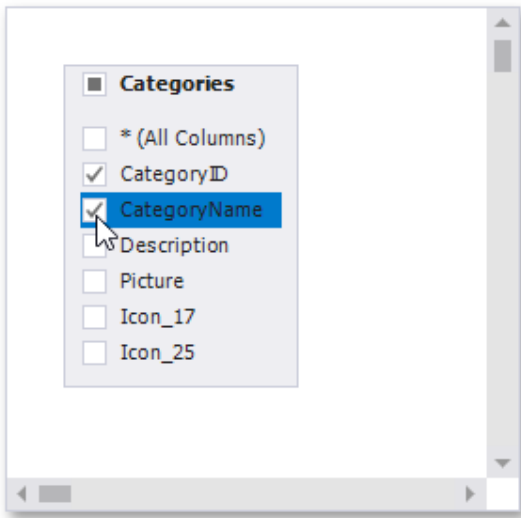 Categories
* (All Columns)
CategoryID
CategoryName
Description
Picture
Icon_17
Icon_25